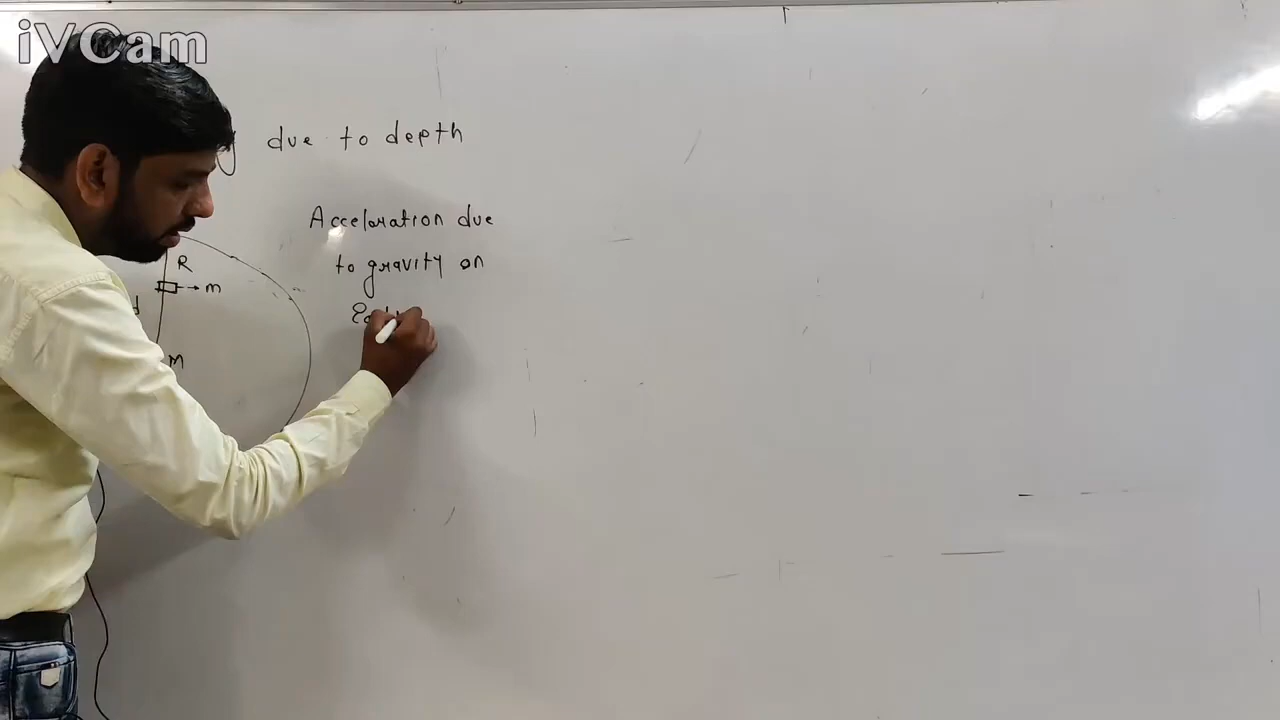 iVCam
g due to depth
Acceleration due
to gravity on
R
m
d
M